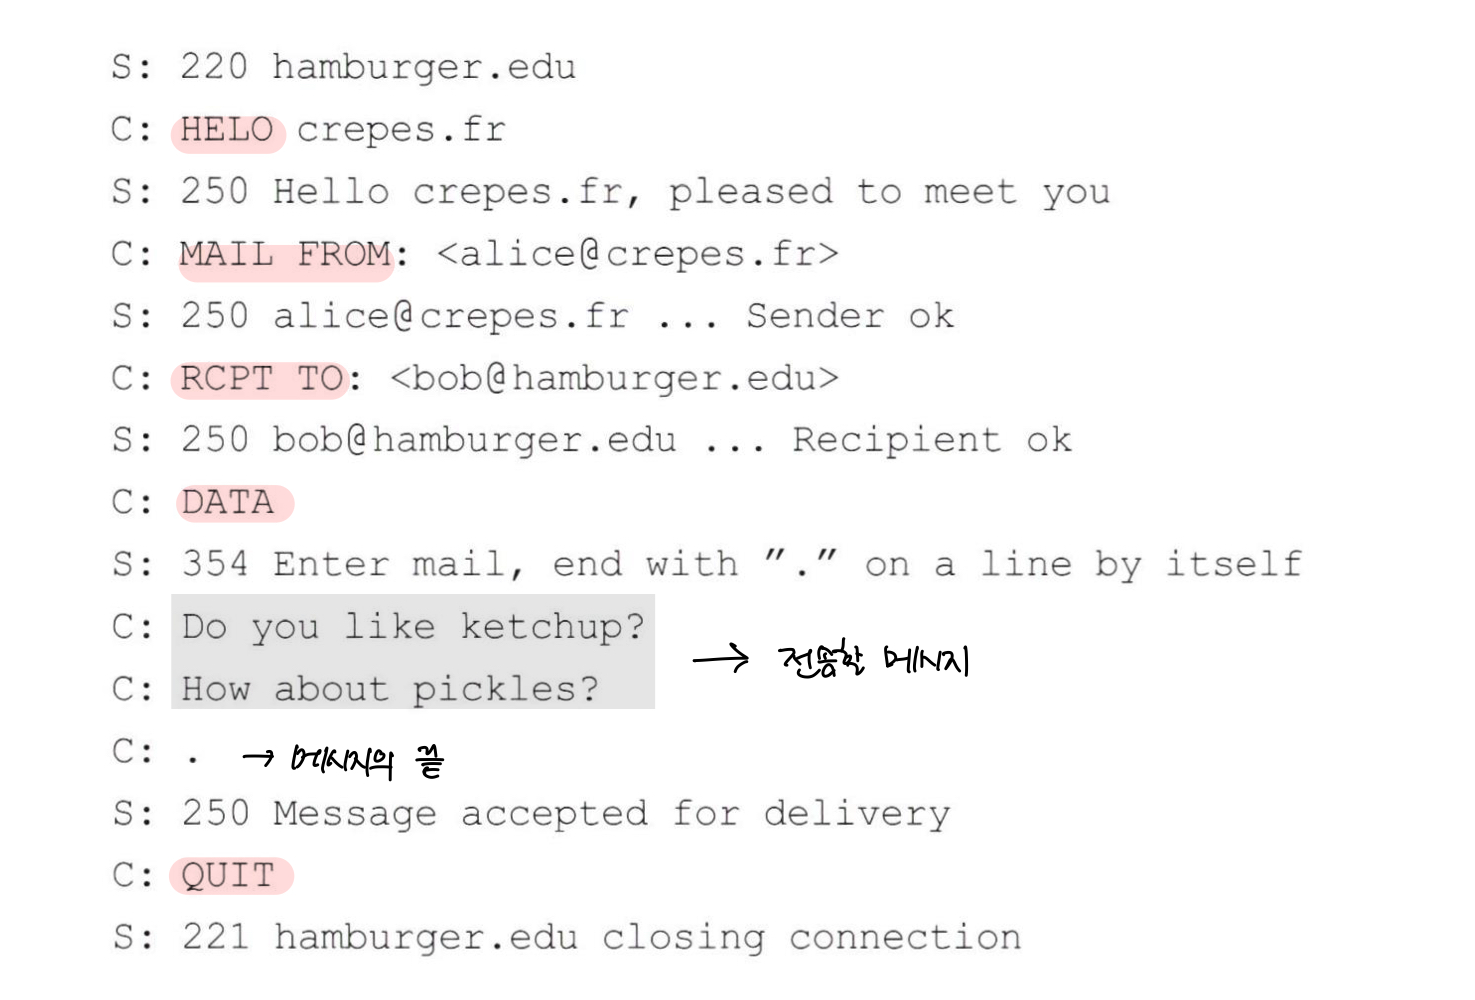 S: 220 hamburger.edu
C: HELO crepes.fr
S: 250 Hello crepes.fr, pleased to meet you
C: MAIL FROM: <alice@crepes.fr>
S: 250 alice@crepes.fr ... Sender ok
C: RCPT TO: <bob@hamburger.edu>
S: 250 bob@hamburger.edu ... Recipient ok
C: DATA
S: 354 Enter mail, end with ″.″ on a line by itself
C: Do you like ketchup?
→ 전송할 메시지
C: How about pickles?
C: . → 메시지의 끝
S: 250 Message accepted for delivery
C: QUIT
S: 221 hamburger.edu closing connection